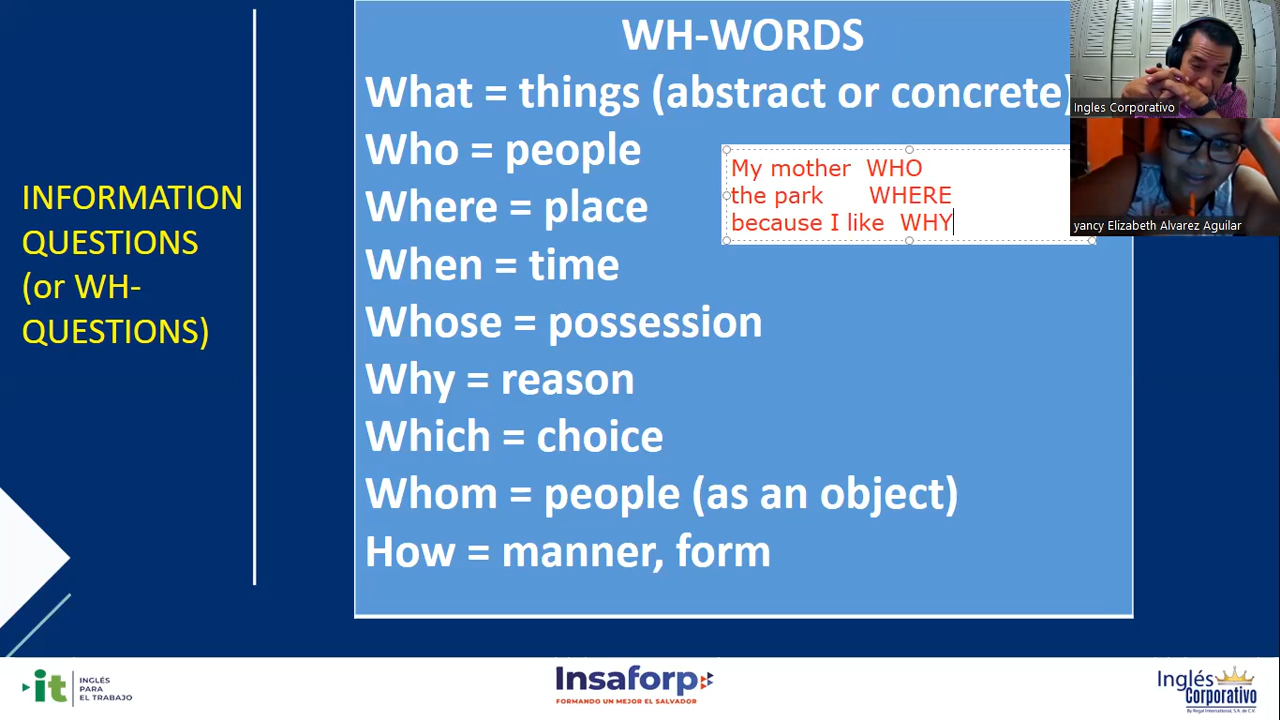 WH-WORDS
What = things (abstract or concrete)
Who = people
Where = place
When = time
Whose = possession
Why = reason
Which = choice
Whom = people (as an object)
How = manner, form
INFORMATION
QUESTIONS
(or WH-
QUESTIONS)
My mother WHO
the park WHERE
because I like WHY
Ingles Corporativo
yancy Elizabeth Alvarez Aguilar
it INGLÉS
PARA
EL TRABAJO
Insaforp
FORMANDO UN MEJOR EL SALVADOR
Inglés
Corporativo
By Regal International, S.A. de C.V.